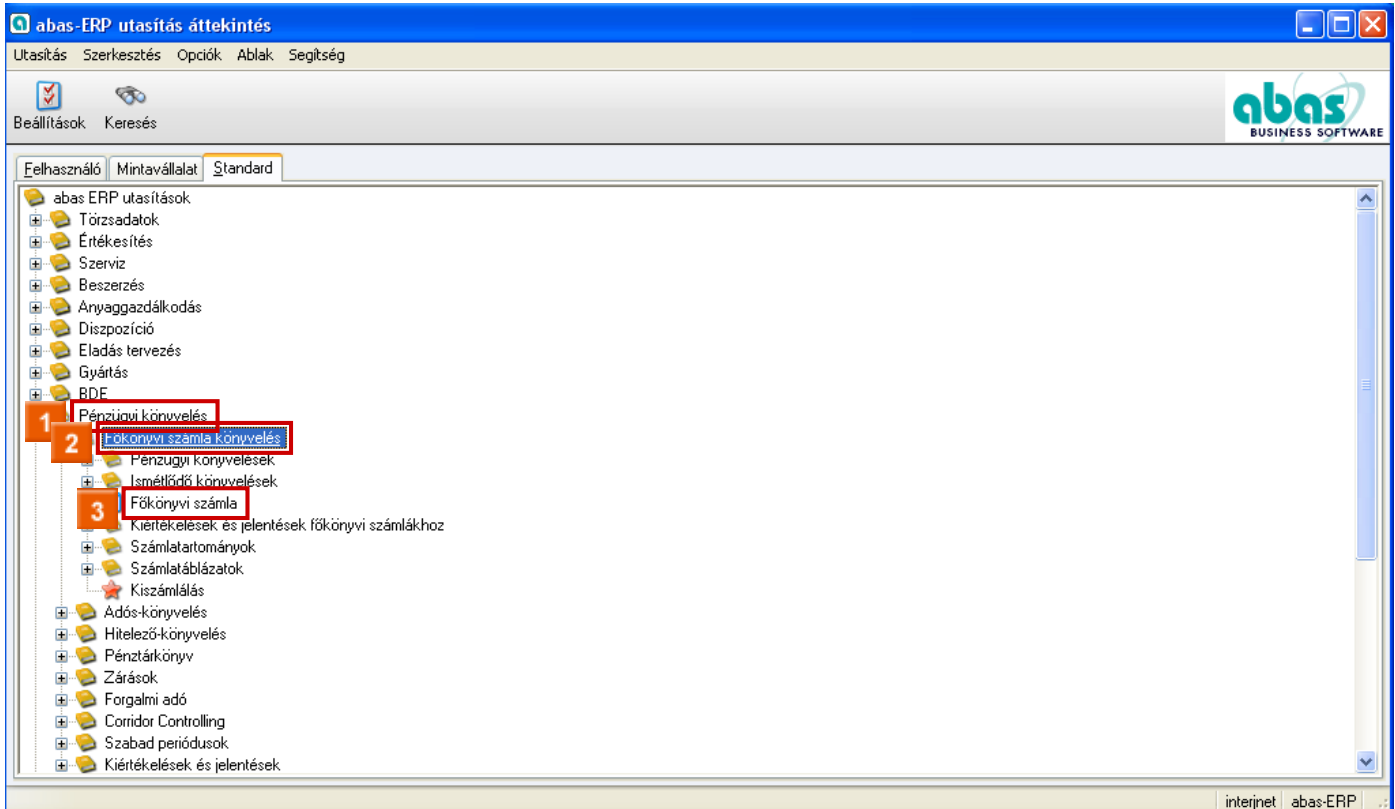 abas-ERP utasítás áttekintés
Utasítás Szerkesztés Opciók Ablak Segítség
Beállítások Keresés
abas
BUSINESS SOFTWARE
Felhasználó Mintavállalat Standard
abas ERP utasítások
Törzsadatok
Értékesítés
Szerviz
Beszerzés
Anyaggazdálkodás
Diszpozíció
Eladás tervezés
Gyártás
BDE
1 Pénzügyi könyvelés
2 Főkönyvi számla könyvelés
Pénzügyi könyvelések
Ismétlődő könyvelések
3 Főkönyvi számla
Kiértékelések és jelentések főkönyvi számlákhoz
Számlatartományok
Számlatáblázatok
Kiszámlálás
Adós-könyvelés
Hitelező-könyvelés
Pénztárkönyv
Zárások
Forgalmi adó
Corridor Controlling
Szabad periódusok
Kiértékelések és jelentések
interjnet abas-ERP